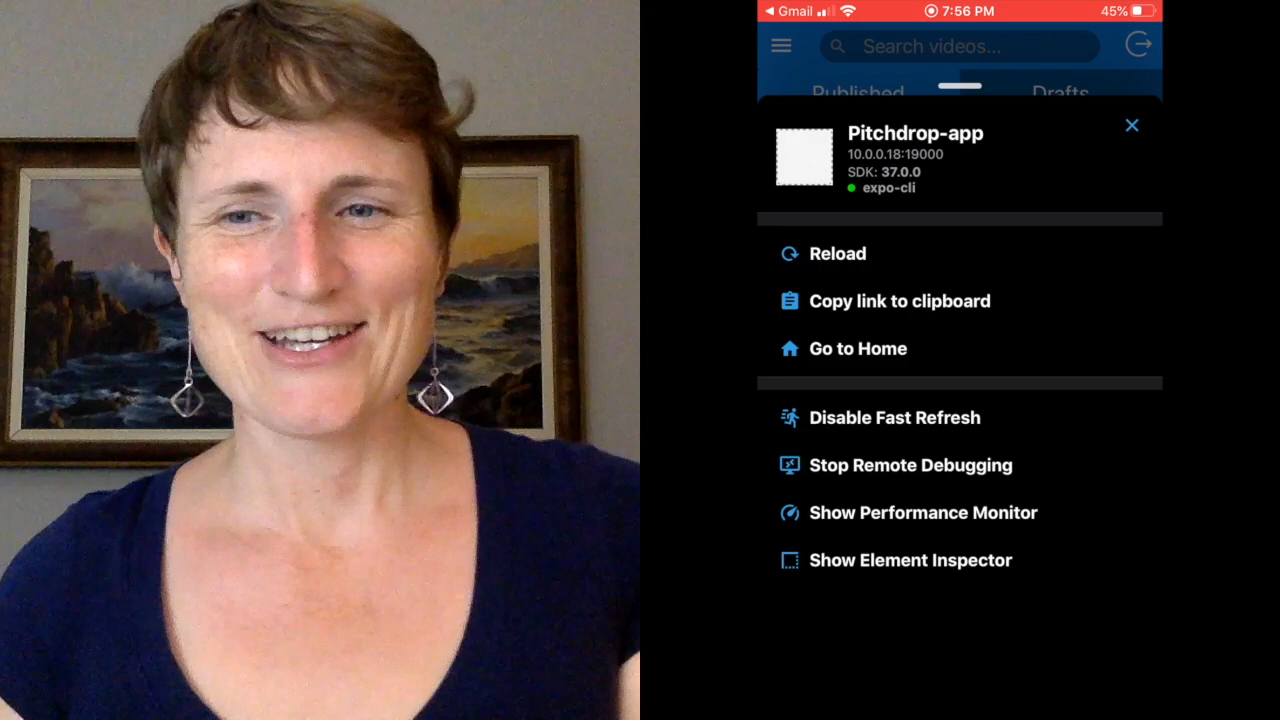 ◀ Gmail 7:56 PM 45%
Search videos...
Published Drafts
Pitchdrop-app
10.0.0.18:19000
SDK: 37.0.0
expo-cli
Reload
Copy link to clipboard
Go to Home
Disable Fast Refresh
Stop Remote Debugging
Show Performance Monitor
Show Element Inspector